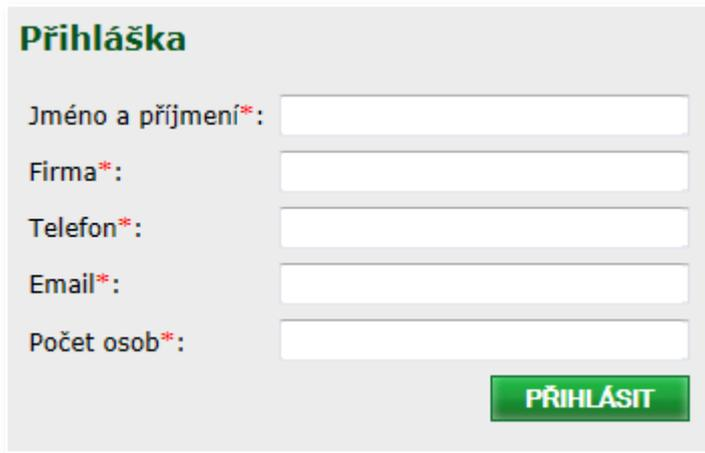 Přihláška
Jméno a příjmení*:
Firma*:
Telefon*:
Email*:
Počet osob*:
PŘIHLÁSIT